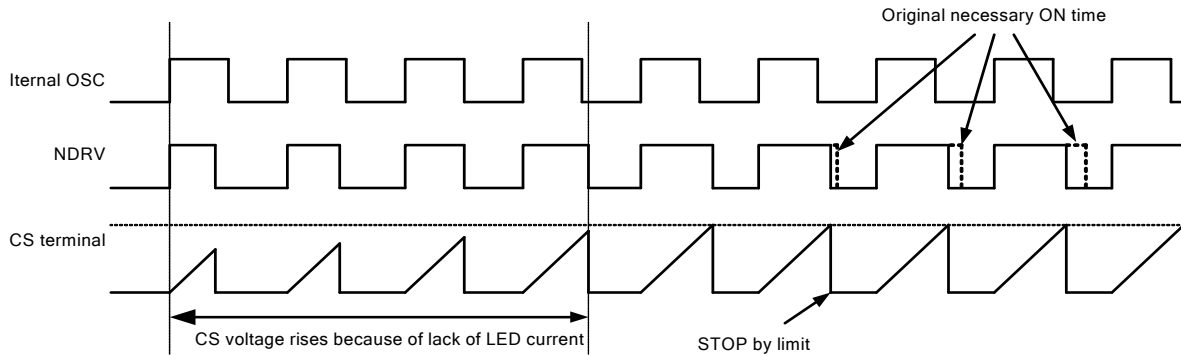 Original necessary ON time
Iternal OSC
NDRV
CS terminal
CS voltage rises because of lack of LED current
STOP by limit